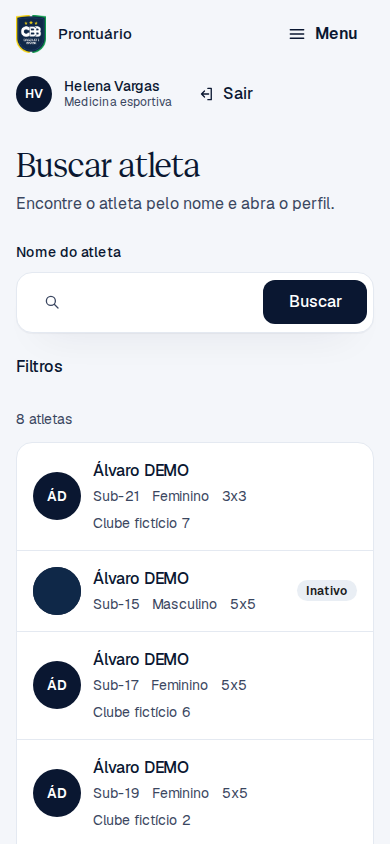 CBB
Prontuário
Menu
HV
Helena Vargas
Medicina esportiva
Sair
Buscar atleta
Encontre o atleta pelo nome e abra o perfil.
Nome do atleta
Buscar
Filtros
8 atletas
ÁD
Álvaro DEMO
Sub-21 Feminino 3x3
Clube fictício 7
Álvaro DEMO
Sub-15 Masculino 5x5
Inativo
ÁD
Álvaro DEMO
Sub-17 Feminino 5x5
Clube fictício 6
ÁD
Álvaro DEMO
Sub-19 Feminino 5x5
Clube fictício 2